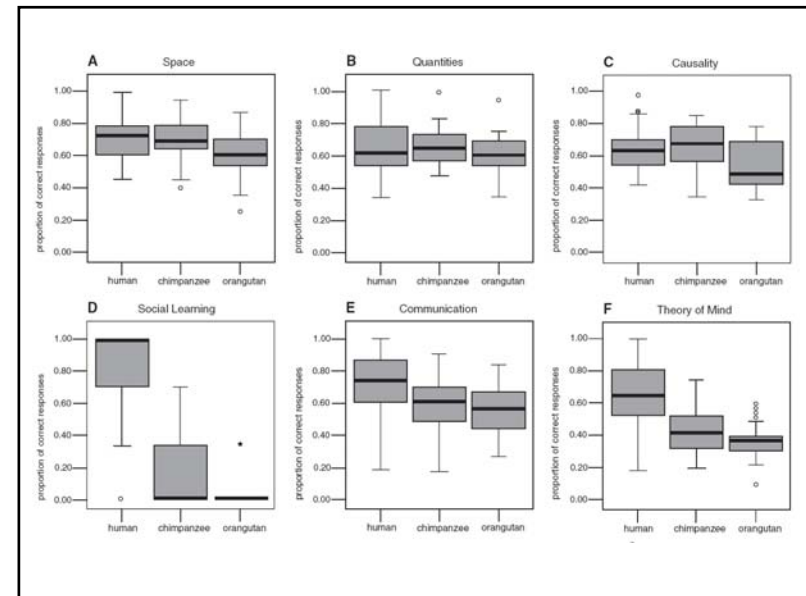 A Space
proportion of correct responses
1.00
0.80
0.60
0.40
0.20
0.00
human chimpanzee orangutan
B Quantities
proportion of correct responses
1.00
0.80
0.60
0.40
0.20
0.00
human chimpanzee orangutan
C Causality
proportion of correct responses
1.00
0.80
0.60
0.40
0.20
0.00
human chimpanzee orangutan
D Social Learning
proportion of correct responses
1.00
0.80
0.60
0.40
0.20
0.00
human chimpanzee orangutan
E Communication
proportion of correct responses
1.00
0.80
0.60
0.40
0.20
0.00
human chimpanzee orangutan
F Theory of Mind
proportion of correct responses
1.00
0.80
0.60
0.40
0.20
0.00
human chimpanzee orangutan